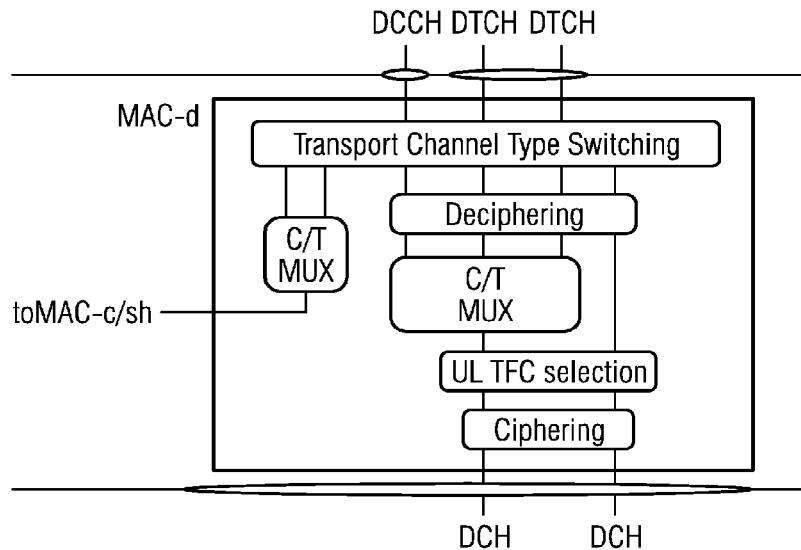 DCCH DTCH DTCH
MAC-d
Transport Channel Type Switching
Deciphering
C/T
MUX
C/T
MUX
toMAC-c/sh
UL TFC selection
Ciphering
DCH DCH